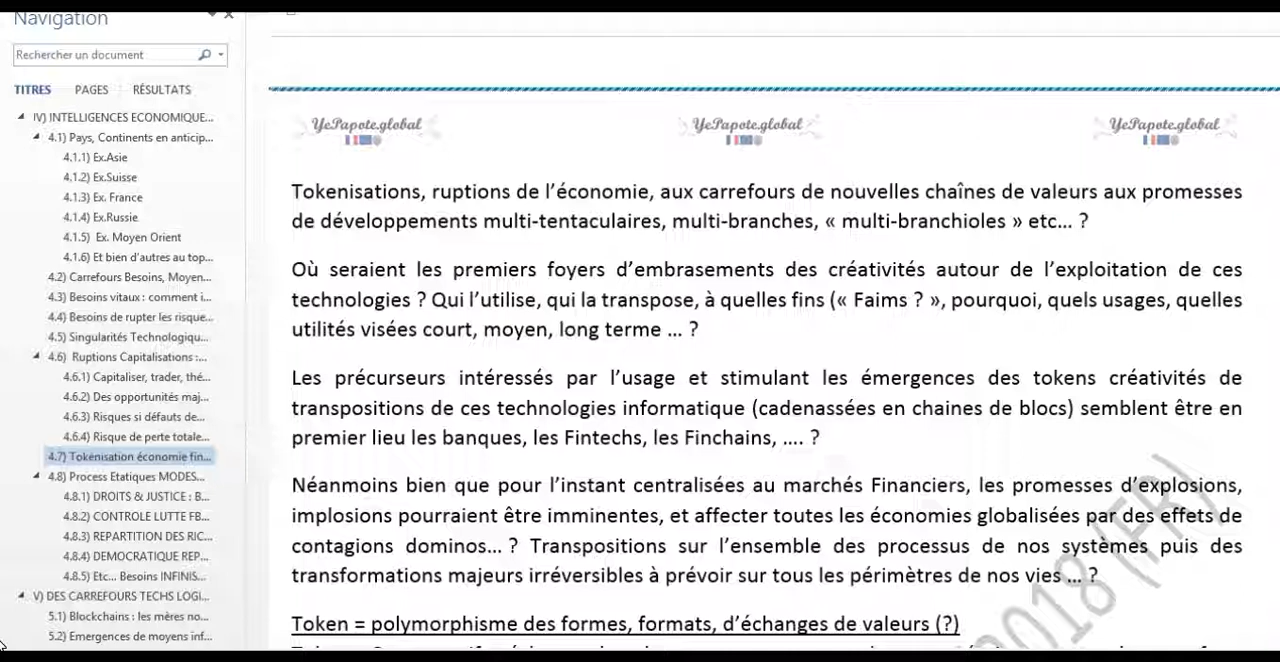 Navigation
Rechercher un document
TITRES PAGES RÉSULTATS
IV) INTELLIGENCES ECONOMIQUE...
4.1) Pays, Continents en anticip...
4.1.1) Ex.Asie
4.1.2) Ex.Suisse
4.1.3) Ex. France
4.1.4) Ex.Russie
4.1.5) Ex. Moyen Orient
4.1.6) Et bien d'autres au top...
4.2) Carrefours Besoins, Moyen...
4.3) Besoins vitaux : comment i...
4.4) Besoins de rupter les risque...
4.5) Singularités Technologiqu...
4.6) Ruptions Capitalisations :...
4.6.1) Capitaliser, trader, thé...
4.6.2) Des opportunités maj...
4.6.3) Risques si défauts de...
4.6.4) Risque de perte totale...
4.7) Tokenisation économie fin...
4.8) Process Etatiques MODES...
4.8.1) DROITS & JUSTICE : B...
4.8.2) CONTROLE LUTTE FB...
4.8.3) REPARTITION DES RIC...
4.8.4) DEMOCRATIQUE REP...
4.8.5) Etc... Besoins INFINIS...
V) DES CARREFOURS TECHS LOGI...
5.1) Blockchains : les mères no...
5.2) Emergences de moyens inf...
YePapote.global YePapote.global YePapote.global
Tokenisations, ruptions de l'économie, aux carrefours de nouvelles chaînes de valeurs aux promesses
de développements multi-tentaculaires, multi-branches, « multi-branchioles » etc... ?
Où seraient les premiers foyers d'embrasements des créativités autour de l'exploitation de ces
technologies ? Qui l'utilise, qui la transpose, à quelles fins (« Faims ? », pourquoi, quels usages, quelles
utilités visées court, moyen, long terme ... ?
Les précurseurs intéressés par l'usage et stimulant les émergences des tokens créativités de
transpositions de ces technologies informatique (cadenassées en chaines de blocs) semblent être en
premier lieu les banques, les Fintechs, les Finchains, .... ?
Néanmoins bien que pour l'instant centralisées au marchés Financiers, les promesses d'explosions,
implosions pourraient être imminentes, et affecter toutes les économies globalisées par des effets de
contagions dominos... ? Transpositions sur l'ensemble des processus de nos systèmes puis des
transformations majeurs irréversibles à prévoir sur tous les périmètres de nos vies ... ?
Token = polymorphisme des formes, formats, d'échanges de valeurs (?)
2018 (FR)